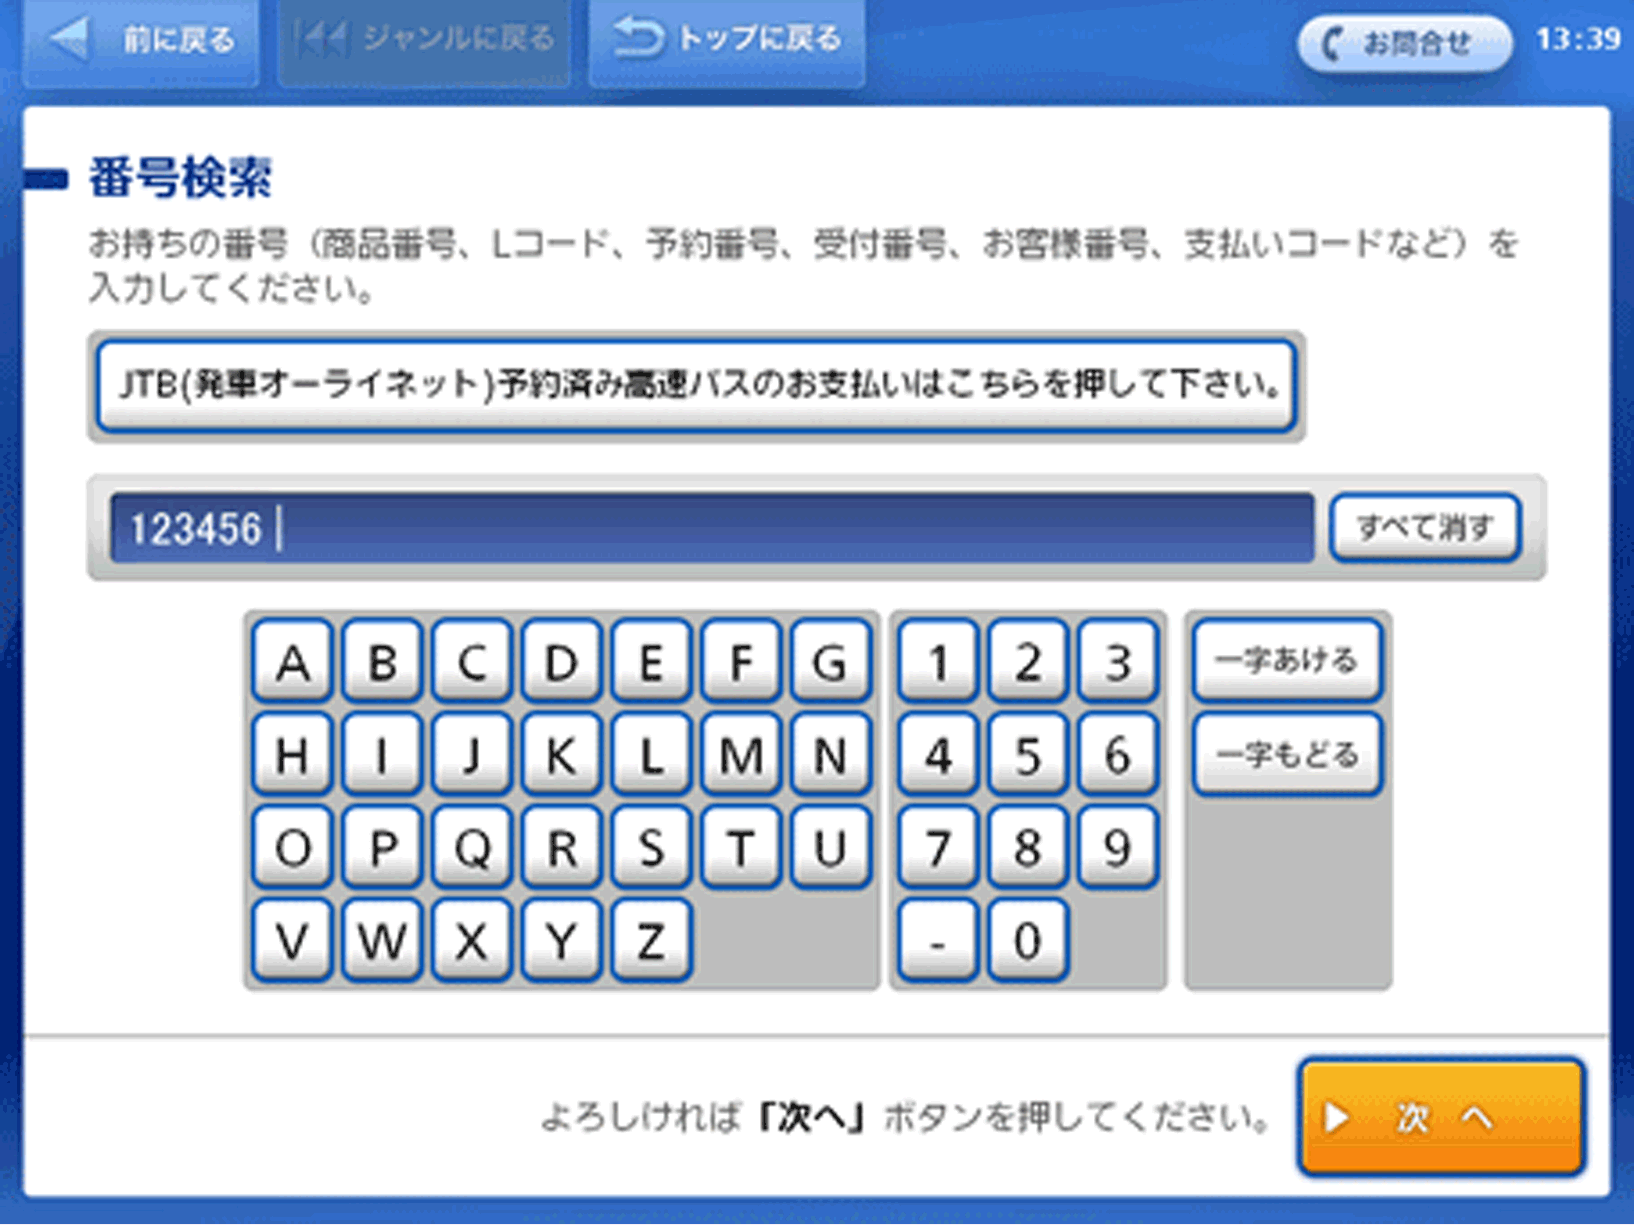 前に戻る
ジャンルに戻る
トップに戻る
お問合せ
13:39
番号検索
お持ちの番号（商品番号、Lコード、予約番号、受付番号、お客様番号、支払いコードなど）を
入力してください。
JTB(発車オーライネット)予約済み高速バスのお支払いはこちらを押して下さい。
123456
すべて消す
A B C D E F G 1 2 3 一字あける
H I J K L M N 4 5 6 一字もどる
O P Q R S T U 7 8 9
V W X Y Z - 0
よろしければ「次へ」ボタンを押してください。
次 へ